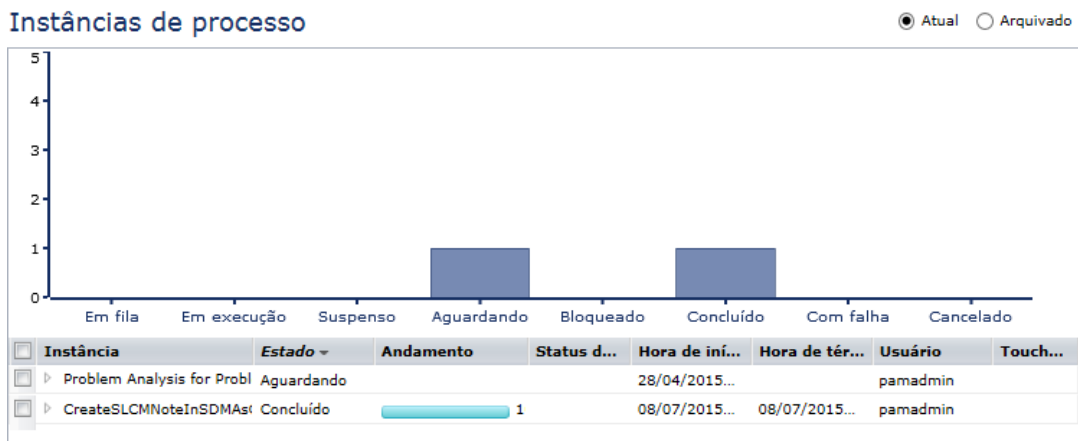 Instâncias de processo
Atual Arquivado
5
4
3
2
1
0
Em fila Em execução Suspenso Aguardando Bloqueado Concluído Com falha Cancelado
Instância Estado Andamento Status d... Hora de iní... Hora de tér... Usuário Touch...
Problem Analysis for Probl Aguardando 28/04/2015... pamadmin
CreateSLCMNoteInSDMAs( Concluído 1 08/07/2015... 08/07/2015... pamadmin